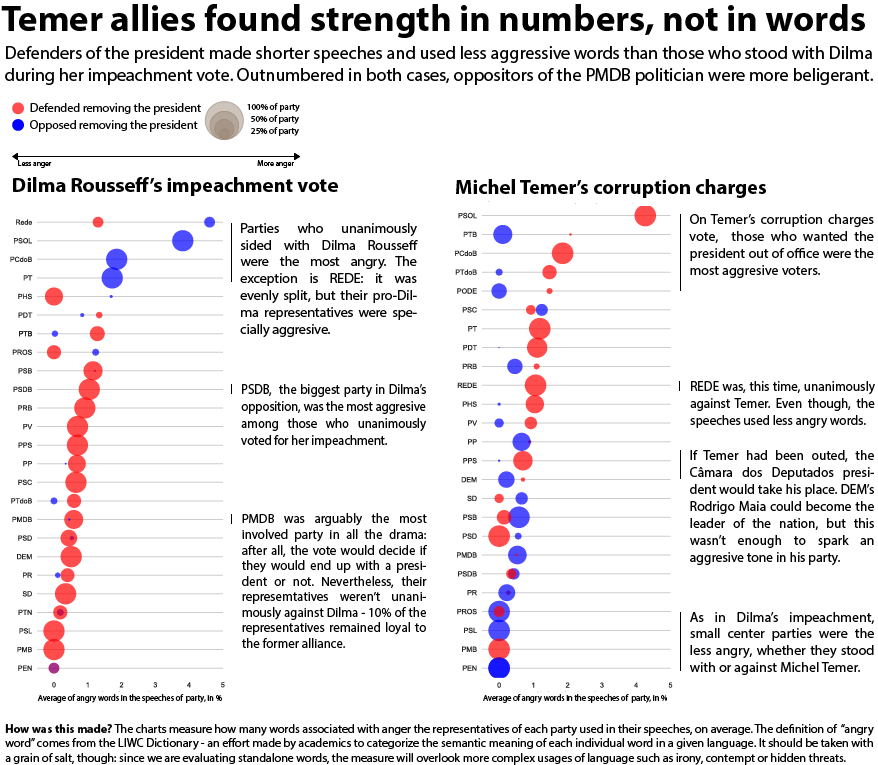 Temer allies found strength in numbers, not in words
Defenders of the president made shorter speeches and used less aggressive words than those who stood with Dilma
during her impeachment vote. Outnumbered in both cases, oppositors of the PMDB politician were more beligerant.
Defended removing the president
Opposed removing the president
100% of party
50% of party
25% of party
Less anger
More anger
Dilma Rousseff's impeachment vote
Rede
PSOL
PCdoB
PT
PHS
PDT
PTB
PROS
PSB
PSDB
PRB
PV
PPS
PP
PSC
PTdoB
PMDB
PSD
DEM
PR
SD
PTN
PSL
PMB
PEN
0 1 2 3 4 5
Average of angry words in the speeches of party, in %
Parties who unanimously
sided with Dilma Rousseff
were the most angry. The
exception is REDE: it was
evenly split, but their pro-Dil-
ma representatives were spe-
cially aggresive.
PSDB, the biggest party in Dilma's
opposition, was the most aggresive
among those who unanimously
voted for her impeachment.
PMDB was arguably the most
involved party in all the drama:
after all, the vote would decide if
they would end up with a presi-
dent or not. Nevertheless, their
represemtatives weren't unani-
mously against Dilma - 10% of the
representatives remained loyal to
the former alliance.
Michel Temer's corruption charges
PSOL
PTB
PCdoB
PTdoB
PODE
PSC
PT
PDT
PRB
REDE
PHS
PV
PP
PPS
DEM
SD
PSB
PSD
PMDB
PSDB
PR
PROS
PSL
PMB
PEN
0 1 2 3 4 5
Average of angry words in the speeches of party, in %
On Temer's corruption charges
vote, those who wanted the
president out of office were the
most aggresive voters.
REDE was, this time, unanimously
against Temer. Even though, the
speeches used less angry words.
If Temer had been outed, the
Câmara dos Deputados presi-
dent would take his place. DEM's
Rodrigo Maia could become the
leader of the nation, but this
wasn't enough to spark an
aggresive tone in his party.
As in Dilma's impeachment,
small center parties were the
less angry, whether they stood
with or against Michel Temer.
How was this made? The charts measure how many words associated with anger the representatives of each party used in their speeches, on average. The definition of "angry
word" comes from the LIWC Dictionary - an effort made by academics to categorize the semantic meaning of each individual word in a given language. It should be taken with
a grain of salt, though: since we are evaluating standalone words, the measure will overlook more complex usages of language such as irony, contempt or hidden threats.